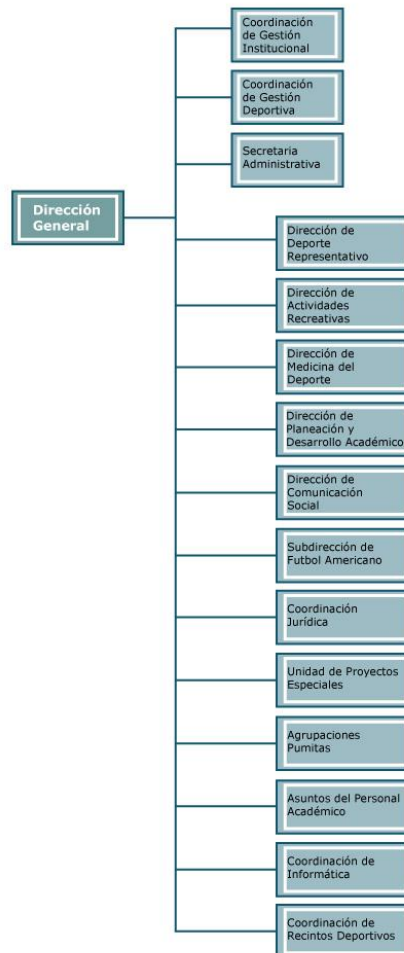 Coordinación
de Gestión
Institucional
Coordinación
de Gestión
Deportiva
Secretaria
Administrativa
Dirección
General
Dirección de
Deporte
Representativo
Dirección de
Actividades
Recreativas
Dirección de
Medicina del
Deporte
Dirección de
Planeación y
Desarrollo Académico
Dirección de
Comunicación
Social
Subdirección de
Futbol Americano
Coordinación
Jurídica
Unidad de Proyectos
Especiales
Agrupaciones
Pumitas
Asuntos del Personal
Académico
Coordinación de
Informática
Coordinación de
Recintos Deportivos